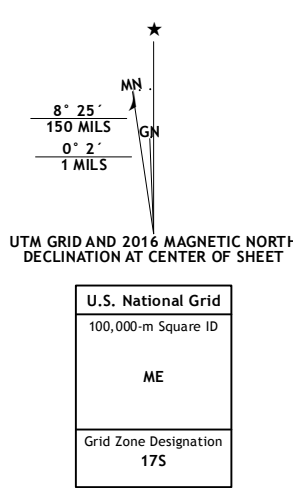 ★
MN
8° 25´
150 MILS
GN
0° 2´
1 MILS
UTM GRID AND 2016 MAGNETIC NORTH
DECLINATION AT CENTER OF SHEET
U.S. National Grid
100,000-m Square ID
ME
Grid Zone Designation
17S